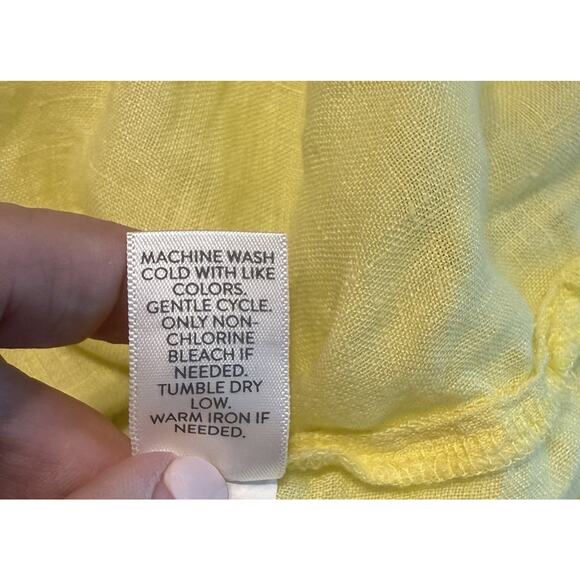 MACHINE WASH
COLD WITH LIKE
COLORS.
GENTLE CYCLE.
ONLY NON-
CHLORINE
BLEACH IF
NEEDED.
TUMBLE DRY
LOW.
WARM IRON IF
NEEDED.